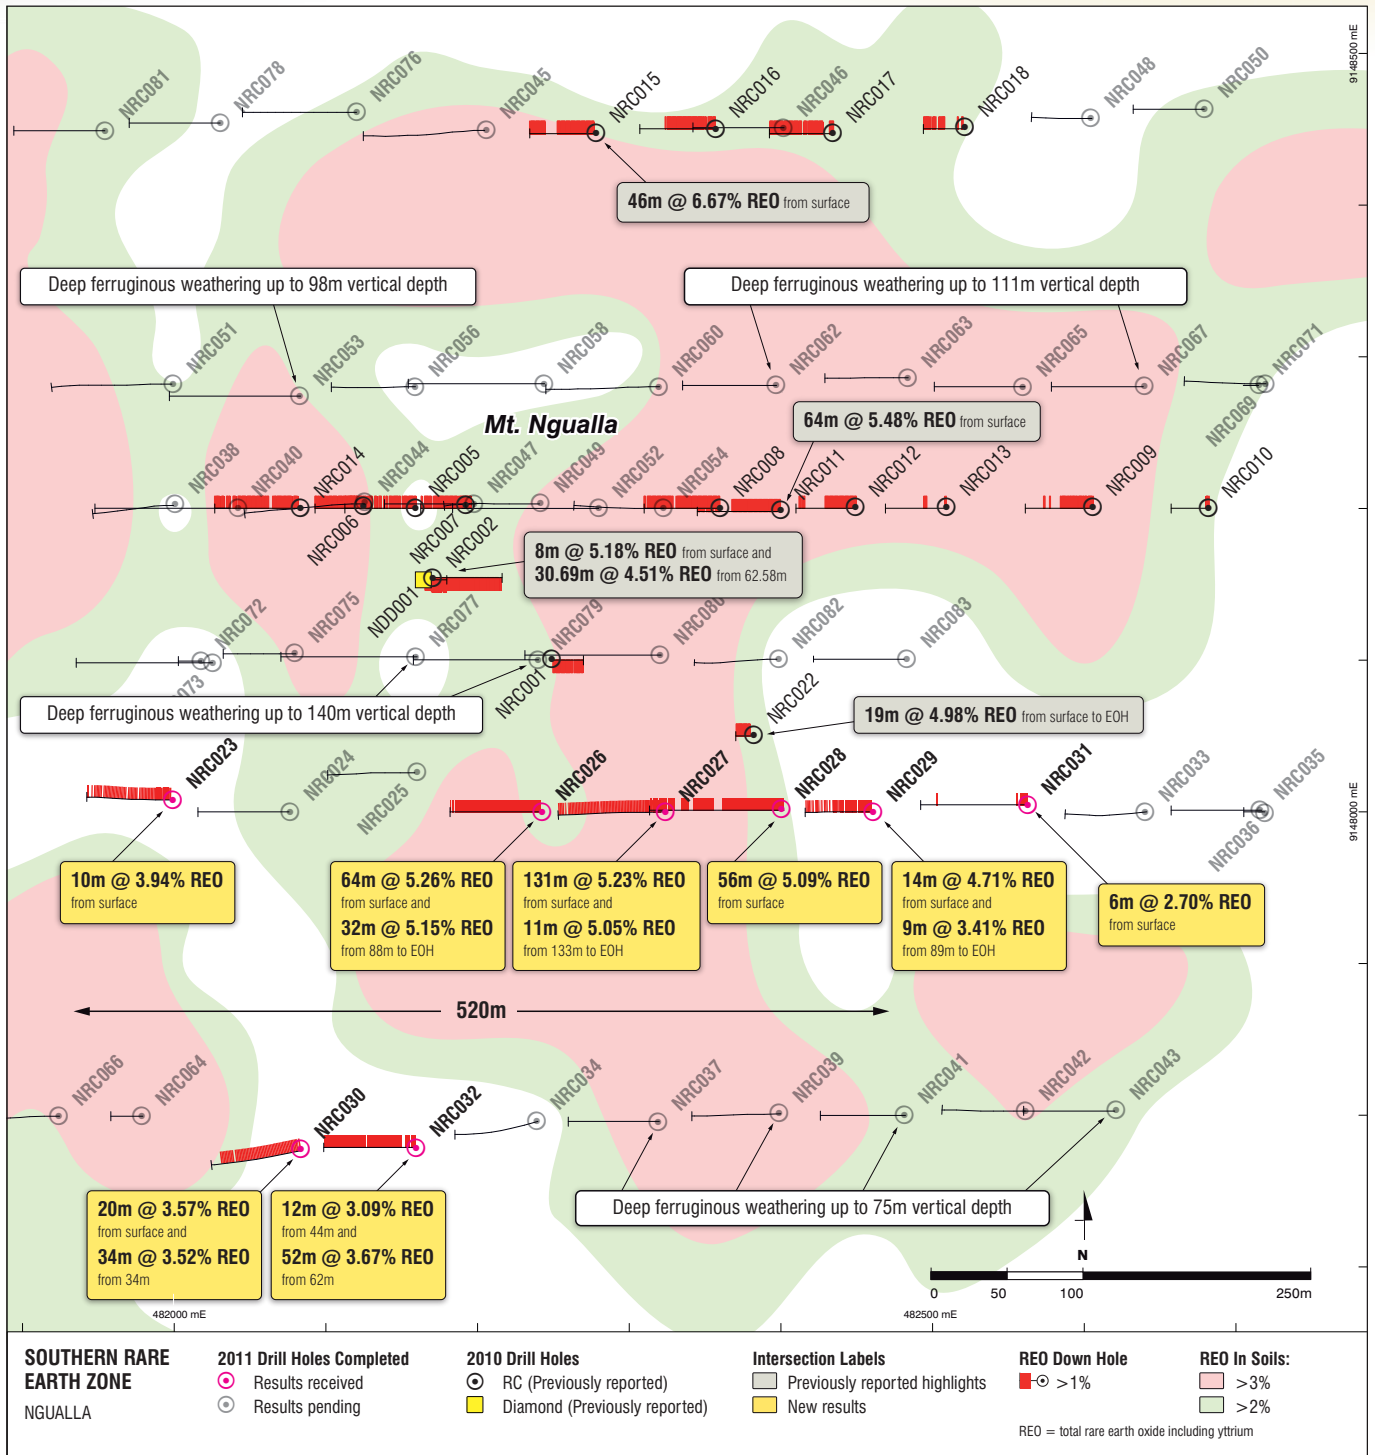 NRC081
NRC078
NRC076
NRC045
NRC015
NRC016
NRC046
NRC017
NRC018
NRC048
NRC050
9148500 mE
46m @ 6.67% REO from surface
Deep ferruginous weathering up to 98m vertical depth
Deep ferruginous weathering up to 111m vertical depth
NRC051
NRC053
NRC056
NRC058
NRC060
NRC062
NRC063
NRC065
NRC067
NRC069
NRC071
Mt. Ngualla
64m @ 5.48% REO from surface
NRC038
NRC040
NRC014
NRC044
NRC005
NRC047
NRC049
NRC052
NRC054
NRC008
NRC011
NRC012
NRC013
NRC009
NRC010
NRC006
NRC007
NRC002
8m @ 5.18% REO from surface and
30.69m @ 4.51% REO from 62.58m
NDD001
NRC072
NRC075
NRC077
NRC079
NRC080
NRC082
NRC083
073
NRC001
NRC022
Deep ferruginous weathering up to 140m vertical depth
19m @ 4.98% REO from surface to EOH
NRC023
NRC024
NRC025
NRC026
NRC027
NRC028
NRC029
NRC031
NRC033
NRC035
NRC036
9148000 mE
10m @ 3.94% REO
from surface
64m @ 5.26% REO
from surface and
32m @ 5.15% REO
from 88m to EOH
131m @ 5.23% REO
from surface and
11m @ 5.05% REO
from 133m to EOH
56m @ 5.09% REO
from surface
14m @ 4.71% REO
from surface and
9m @ 3.41% REO
from 89m to EOH
6m @ 2.70% REO
from surface
520m
NRC066
NRC064
NRC030
NRC032
NRC034
NRC037
NRC039
NRC041
NRC042
NRC043
20m @ 3.57% REO
from surface and
34m @ 3.52% REO
from 34m
12m @ 3.09% REO
from 44m and
52m @ 3.67% REO
from 62m
Deep ferruginous weathering up to 75m vertical depth
N
0 50 100 250m
482000 mE
482500 mE
SOUTHERN RARE
EARTH ZONE
NGUALLA
2011 Drill Holes Completed
Results received
Results pending
2010 Drill Holes
RC (Previously reported)
Diamond (Previously reported)
Intersection Labels
Previously reported highlights
New results
REO Down Hole
>1%
REO In Soils:
>3%
>2%
REO = total rare earth oxide including yttrium